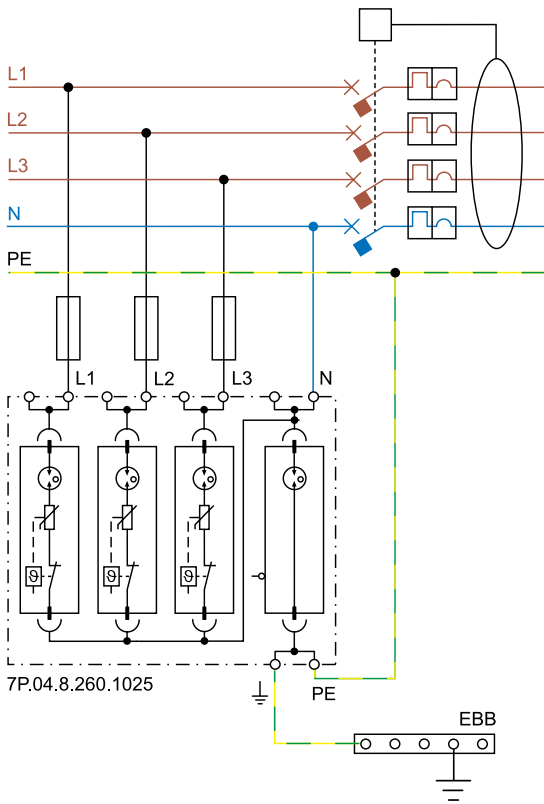 L1
L2
L3
N
PE
L1 L2 L3 N
ϑ ϑ ϑ
7P.04.8.260.1025
PE
EBB